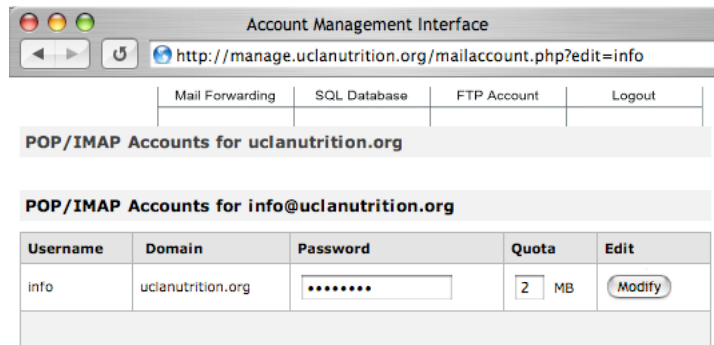 Account Management Interface
http://manage.uclanutrition.org/mailaccount.php?edit=info
Mail Forwarding SQL Database FTP Account Logout
POP/IMAP Accounts for uclanutrition.org
POP/IMAP Accounts for info@uclanutrition.org
Username Domain Password Quota Edit
info uclanutrition.org •••••••• 2 MB Modify